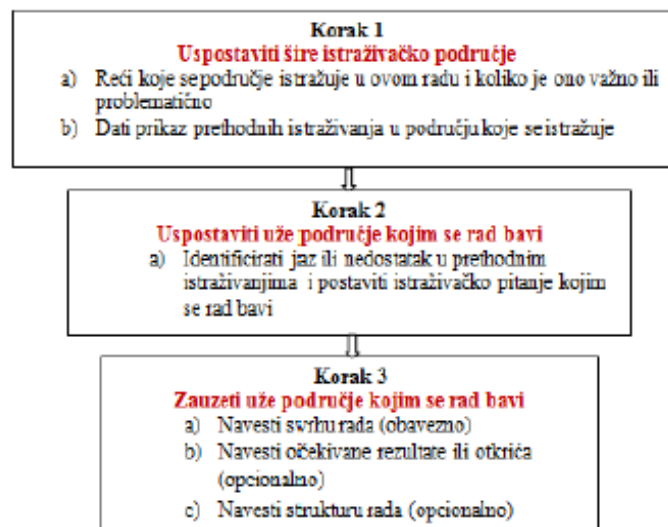 Korak 1
Uspostaviti šire istraživačko područje
a) Reći koje se područje istražuje u ovom radu i koliko je ono važno ili
problematično
b) Dati prikaz prethodnih istraživanja u području koje se istražuje
Korak 2
Uspostaviti uže područje kojim se rad bavi
a) Identificirati jaz ili nedostatak u prethodnim
istraživanjima i postaviti istraživačko pitanje kojim
se rad bavi
Korak 3
Zauzeti uže područje kojim se rad bavi
a) Navesti svrhu rada (obavezno)
b) Navesti očekivane rezultate ili otkrića
(opcionalno)
c) Navesti strukturu rada (opcionalno)